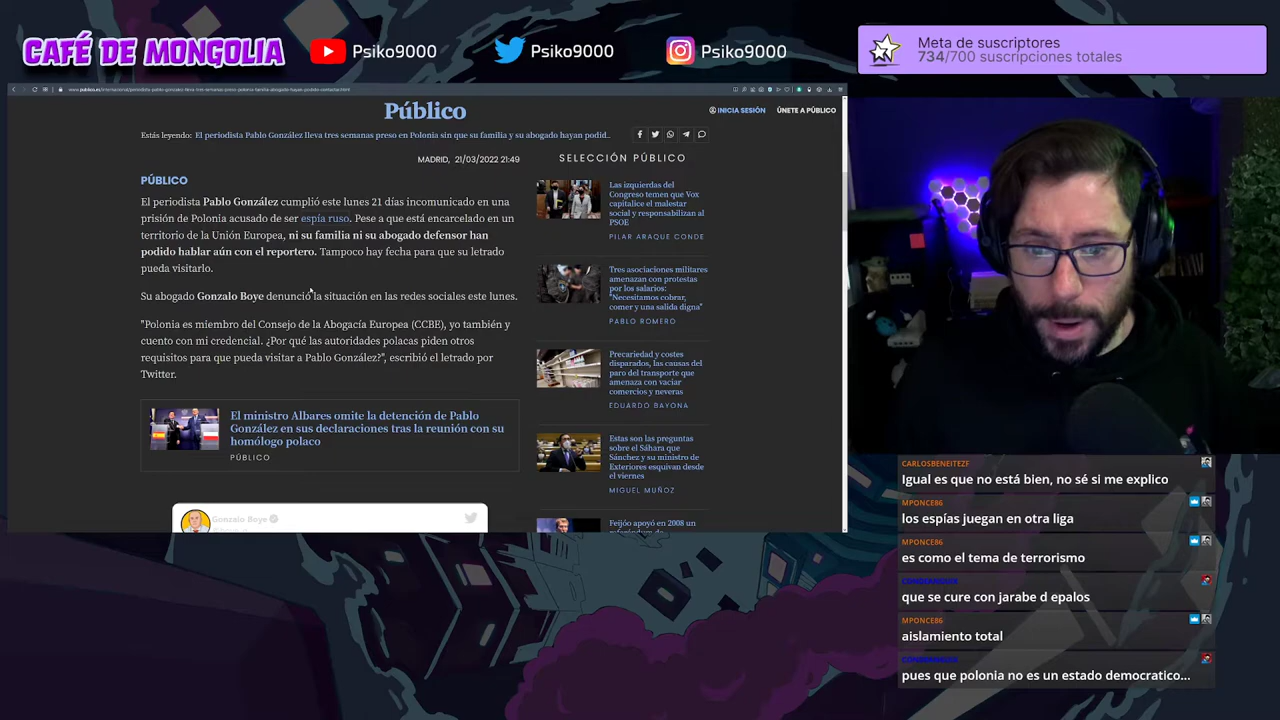 CAFÉ DE MONGOLIA
Psiko9000
Psiko9000
Psiko9000
Meta de suscriptores
734/700 suscripciones totales
Público
INICIA SESIÓN
ÚNETE A PÚBLICO
Estás leyendo: El periodista Pablo González lleva tres semanas preso en Polonia sin que su familia y su abogado hayan podid..
MADRID, 21/03/2022 21:49
PÚBLICO
El periodista Pablo González cumplió este lunes 21 días incomunicado en una
prisión de Polonia acusado de ser espía ruso. Pese a que está encarcelado en un
territorio de la Unión Europea, ni su familia ni su abogado defensor han
podido hablar aún con el reportero. Tampoco hay fecha para que su letrado
pueda visitarlo.
Su abogado Gonzalo Boye denunció la situación en las redes sociales este lunes.
"Polonia es miembro del Consejo de la Abogacía Europea (CCBE), yo también y
cuento con mi credencial. ¿Por qué las autoridades polacas piden otros
requisitos para que pueda visitar a Pablo González?", escribió el letrado por
Twitter.
El ministro Albares omite la detención de Pablo
González en sus declaraciones tras la reunión con su
homólogo polaco
PÚBLICO
Gonzalo Boye
SELECCIÓN PÚBLICO
Las izquierdas del
Congreso temen que Vox
capitalice el malestar
social y responsabilizan al
PSOE
PILAR ARAQUE CONDE
Tres asociaciones militares
amenazan con protestas
por los salarios:
"Necesitamos cobrar,
comer y una salida digna"
PABLO ROMERO
Precariedad y costes
disparados, las causas del
paro del transporte que
amenaza con vaciar
comercios y neveras
EDUARDO BAYONA
Estas son las preguntas
sobre el Sáhara que
Sánchez y su ministro de
Exteriores esquivan desde
el viernes
MIGUEL MUÑOZ
Feijóo apoyó en 2008 un
CARLOSBENEITEZF
Igual es que no está bien, no sé si me explico
MPONCE86
los espías juegan en otra liga
MPONCE86
es como el tema de terrorismo
que se cure con jarabe d epalos
MPONCE86
aislamiento total
pues que polonia no es un estado democratico...